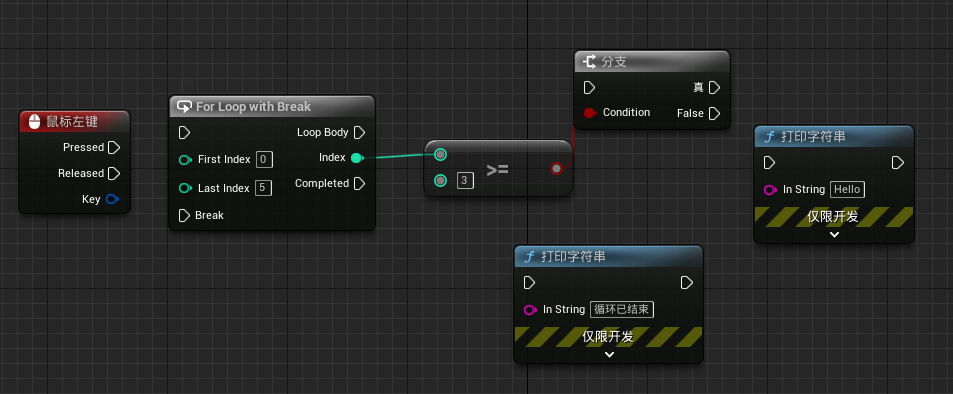 鼠标左键
Pressed
Released
Key
For Loop with Break
Loop Body
First Index 0
Index
Last Index 5
Completed
Break
>=
3
分支
真
Condition
False
打印字符串
In String Hello
仅限开发
打印字符串
In String 循环已结束
仅限开发